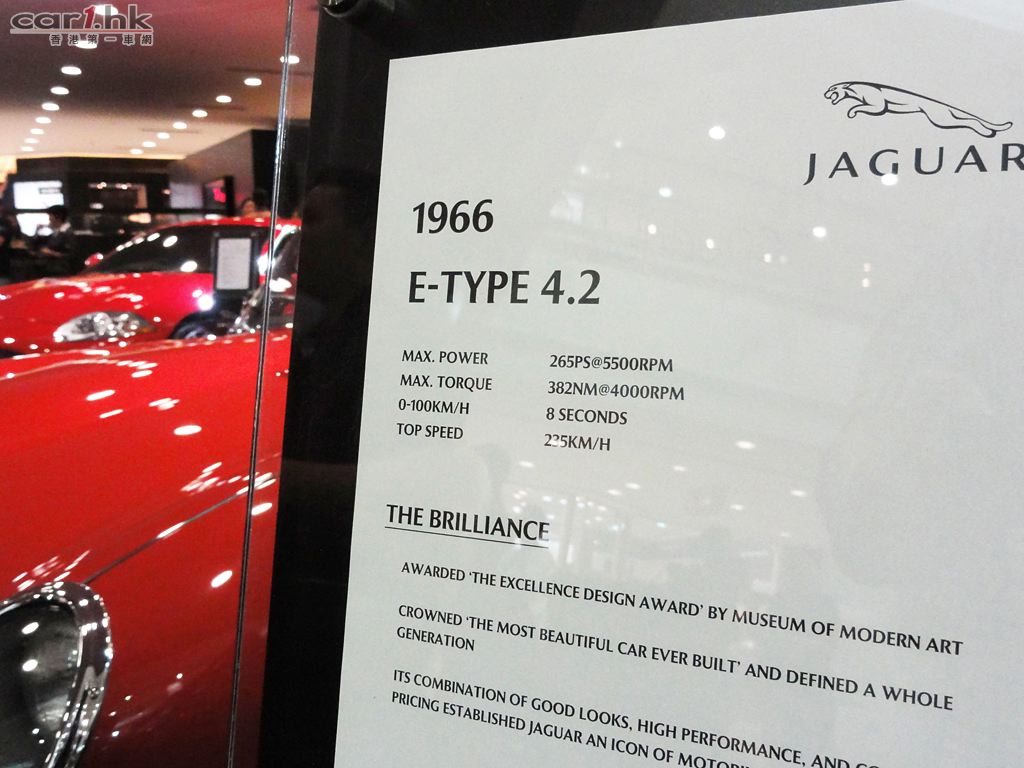 car1.hk
香港第一車網
JAGUAR
1966
E-TYPE 4.2
MAX. POWER 265PS@5500RPM
MAX. TORQUE 382NM@4000RPM
0-100KM/H 8 SECONDS
TOP SPEED 235KM/H
THE BRILLIANCE
AWARDED 'THE EXCELLENCE DESIGN AWARD' BY MUSEUM OF MODERN ART
CROWNED 'THE MOST BEAUTIFUL CAR EVER BUILT' AND DEFINED A WHOLE
GENERATION
ITS COMBINATION OF GOOD LOOKS, HIGH PERFORMANCE, AND
PRICING ESTABLISHED JAGUAR AN ICON OF